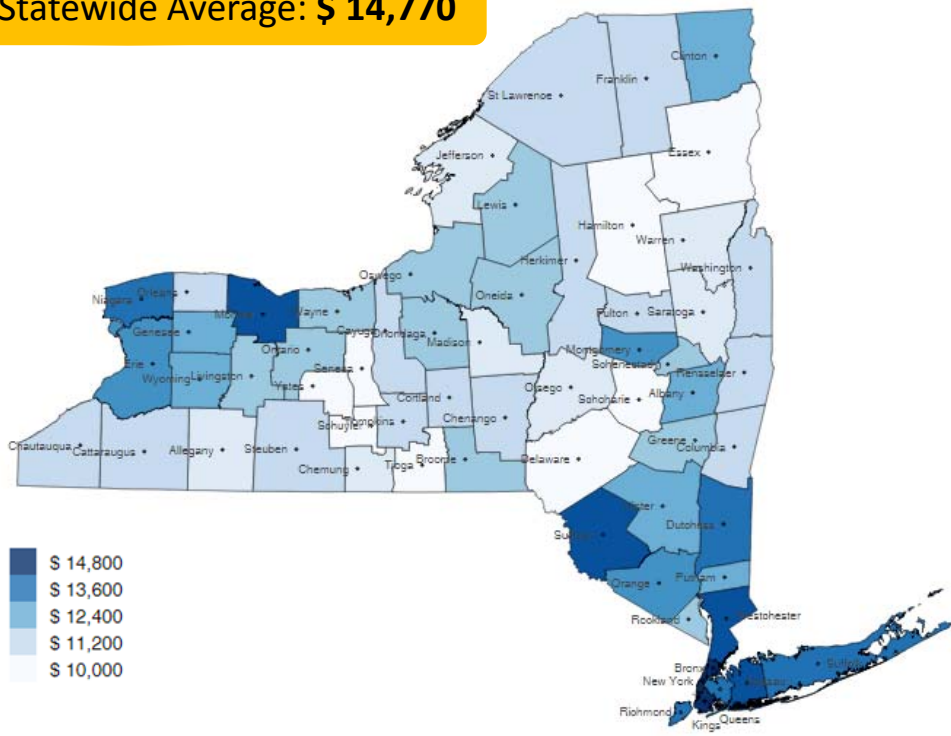 Statewide Average: $ 14,770
Clinton
Franklin
St Lawrence
Essex
Jefferson
Lewis
Hamilton
Warren
Herkimer
Washington
Oswego
Oneida
Niagara
Orleans
Monroe
Wayne
Fulton
Saratoga
Genesee
Cayuga
Onondaga
Madison
Montgomery
Ontario
Schenectady
Erie
Seneca
Rensselaer
Wyoming
Livingston
Yates
Otsego
Albany
Cortland
Schoharie
Schuyler
Tompkins
Chenango
Greene
Chautauqua
Cattaraugus
Allegany
Steuben
Columbia
Chemung
Tioga
Broome
Delaware
Ulster
Dutchess
Sullivan
$ 14,800
$ 13,600
$ 12,400
$ 11,200
$ 10,000
Orange
Putnam
Rockland
Westchester
Bronx
New York
Suffolk
Nassau
Richmond
Kings
Queens